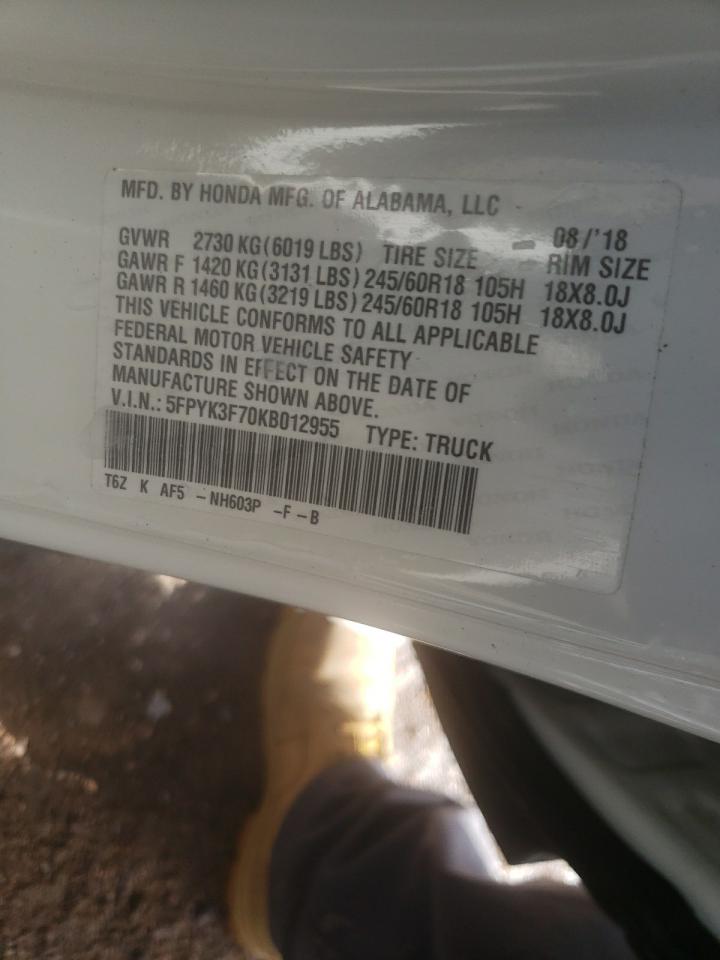 MFD. BY HONDA MFG. OF ALABAMA, LLC
08/'18
GVWR 2730 KG(6019 LBS) TIRE SIZE RIM SIZE
GAWR F 1420 KG(3131 LBS) 245/60R18 105H 18X8.0J
GAWR R 1460 KG(3219 LBS) 245/60R18 105H 18X8.0J
THIS VEHICLE CONFORMS TO ALL APPLICABLE
FEDERAL MOTOR VEHICLE SAFETY
STANDARDS IN EFFECT ON THE DATE OF
MANUFACTURE SHOWN ABOVE.
V.I.N.: 5FPYK3F70KB012955 TYPE: TRUCK
T6Z K AF5 -NH603P -F-B